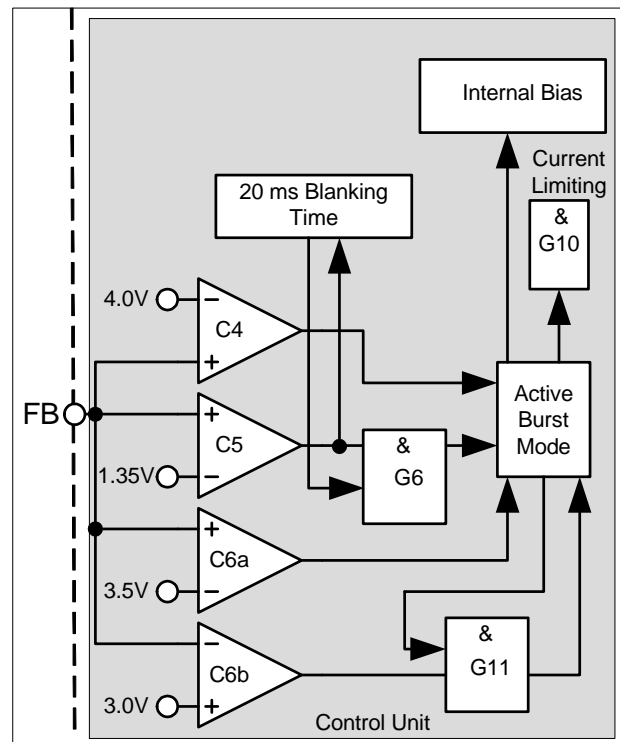 Internal Bias
Current
Limiting
20 ms Blanking
Time
&
G10
4.0V
−
C4
+
FB
+
C5
−
1.35V
&
G6
Active
Burst
Mode
+
C6a
−
3.5V
−
C6b
+
3.0V
&
G11
Control Unit